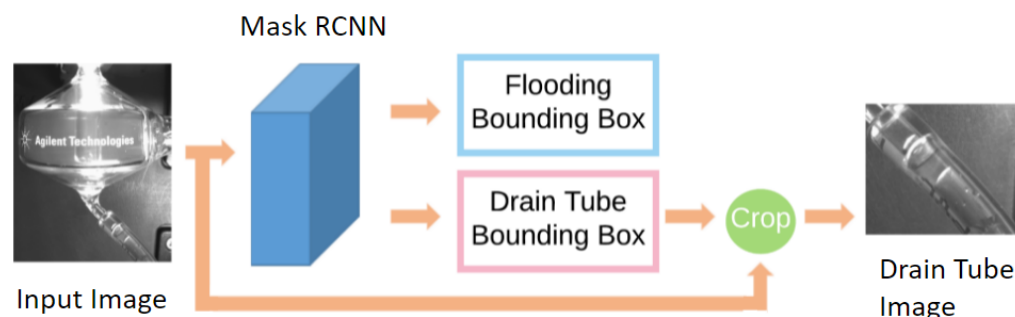 Mask RCNN
Agilent Technologies
Input Image
Flooding
Bounding Box
Drain Tube
Bounding Box
Crop
Drain Tube
Image